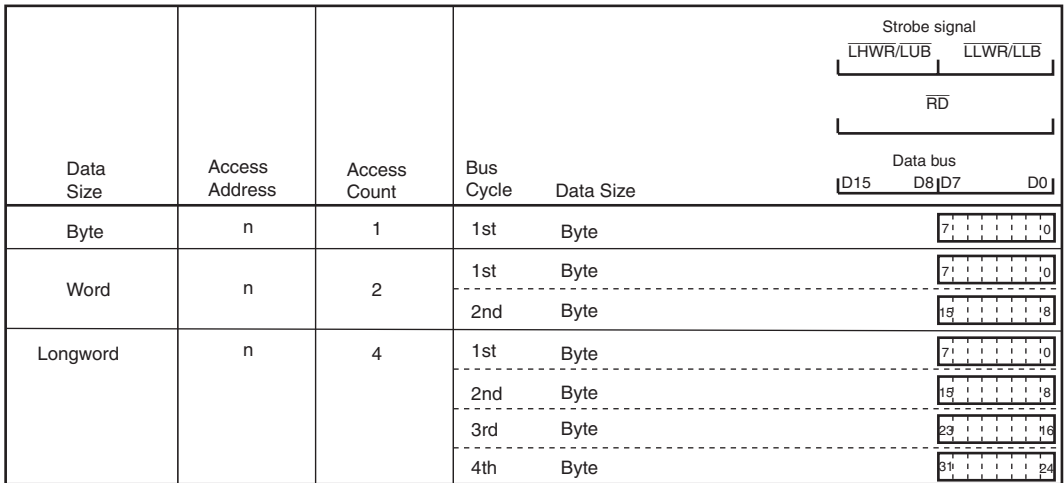 Strobe signal
LHWR/LUB LLWR/LLB
RD
Data Size Access Address Access Count Bus Cycle Data Size Data bus
D15 D8 D7 D0
Byte n 1 1st Byte 7 0
Word n 2 1st Byte 7 0
2nd Byte 15 8
Longword n 4 1st Byte 7 0
2nd Byte 15 8
3rd Byte 23 16
4th Byte 31 24